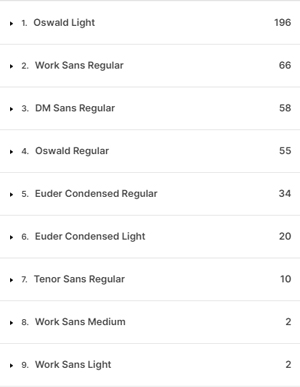 1. Oswald Light 196
2. Work Sans Regular 66
3. DM Sans Regular 58
4. Oswald Regular 55
5. Euder Condensed Regular 34
6. Euder Condensed Light 20
7. Tenor Sans Regular 10
8. Work Sans Medium 2
9. Work Sans Light 2